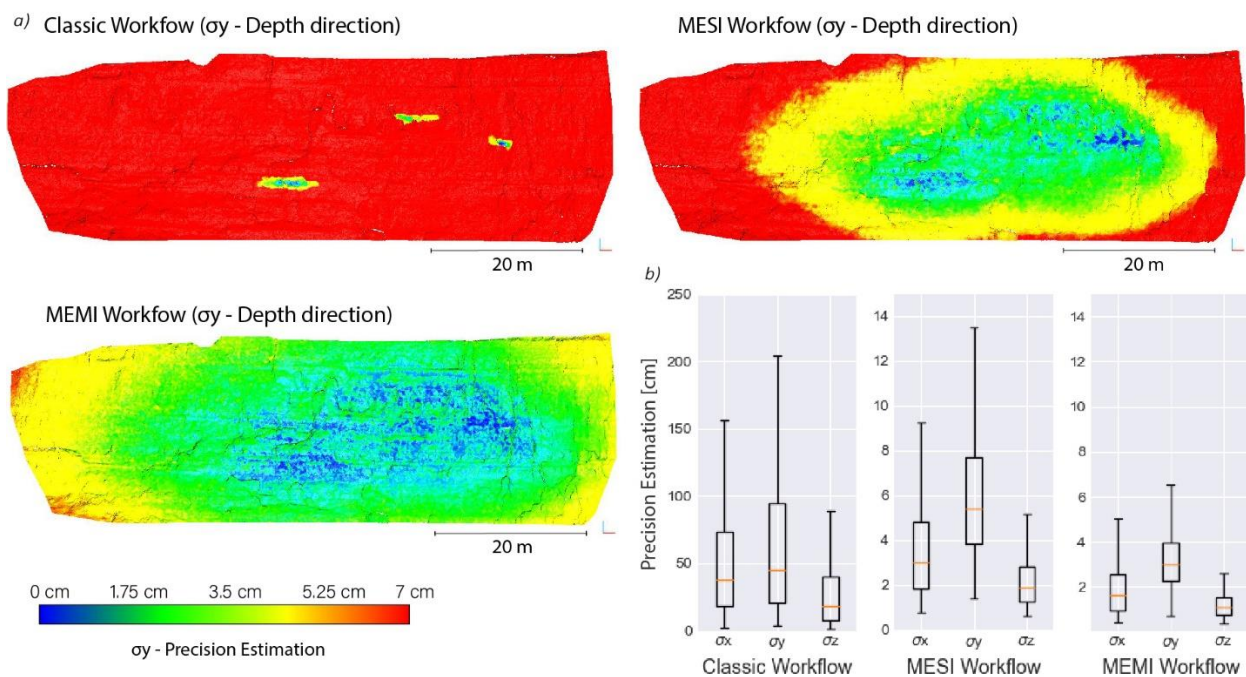 a) Classic Workfow (σy - Depth direction)
MESI Workfow (σy - Depth direction)
20 m
20 m
MEMI Workfow (σy - Depth direction)
20 m
0 cm 1.75 cm 3.5 cm 5.25 cm 7 cm
σy - Precision Estimation
b)
Precision Estimation [cm]
250
200
150
100
50
0
σx σy σz
Classic Workflow
14
12
10
8
6
4
2
0
σx σy σz
MESI Workflow
14
12
10
8
6
4
2
σx σy σz
MEMI Workflow